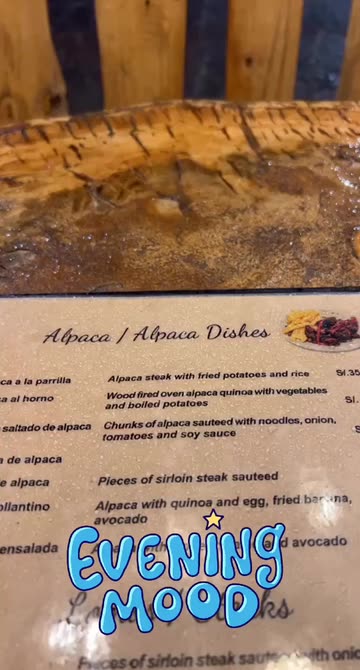 Alpaca / Alpaca Dishes
ca a la parrilla Alpaca steak with fried potatoes and rice S/.35
a al horno Wood fired oven alpaca quinoa with vegetables S/.
and boiled potatoes
saltado de alpaca Chunks of alpaca sauteed with noodles, onion,
tomatoes and soy sauce
de alpaca
de alpaca Pieces of sirloin steak sauteed
Alpaca with quinoa and egg, fried banana,
avocado
ensalada avocado
EVENING
MOOD
Pieces of sirloin steak with